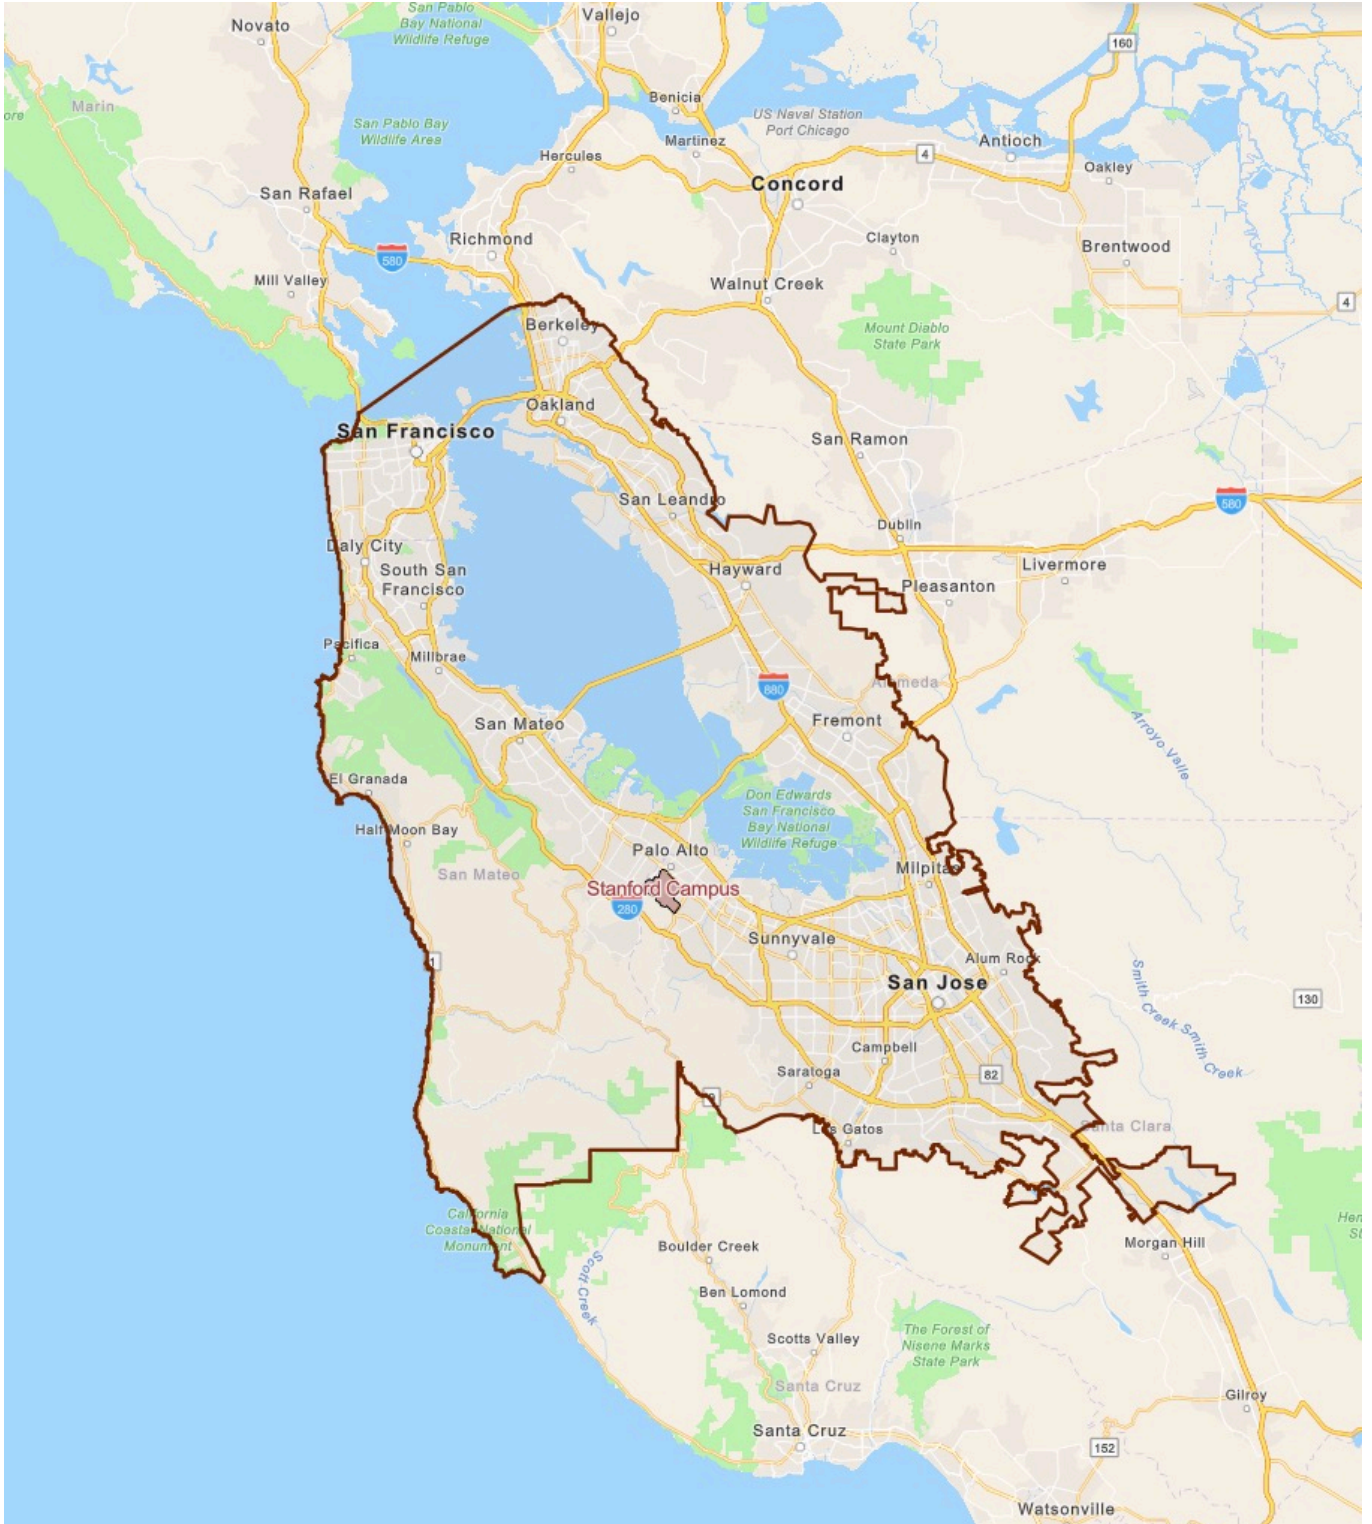 Novato
San Pablo
Bay National
Wildlife Refuge
Vallejo
160
Marin
ore
Benicia
San Pablo Bay
Wildlife Area
US Naval Station
Port Chicago
Martinez
Antioch
Hercules
4
Oakley
Concord
San Rafael
Richmond
Clayton
Brentwood
580
Mill Valley
Walnut Creek
4
Berkeley
Mount Diablo
State Park
Oakland
San Francisco
San Ramon
San Leandro
580
Dublin
Daly City
South San
Francisco
Hayward
Livermore
Pleasanton
Pacifica
Millbrae
880
Alameda
San Mateo
Fremont
Arroyo Valle
El Granada
Don Edwards
San Francisco
Bay National
Wildlife Refuge
Half Moon Bay
Palo Alto
San Mateo
Milpitas
Stanford Campus
280
Sunnyvale
1
Alum Rock
San Jose
Smith Creek Smith
Creek
130
Campbell
Saratoga
82
Los Gatos
Santa Clara
California
Coastal National
Monument
Scott Creek
Boulder Creek
Morgan Hill
Hen
St
Ben Lomond
Scotts Valley
The Forest of
Nisene Marks
State Park
Santa Cruz
Gilroy
Santa Cruz
152
Watsonville